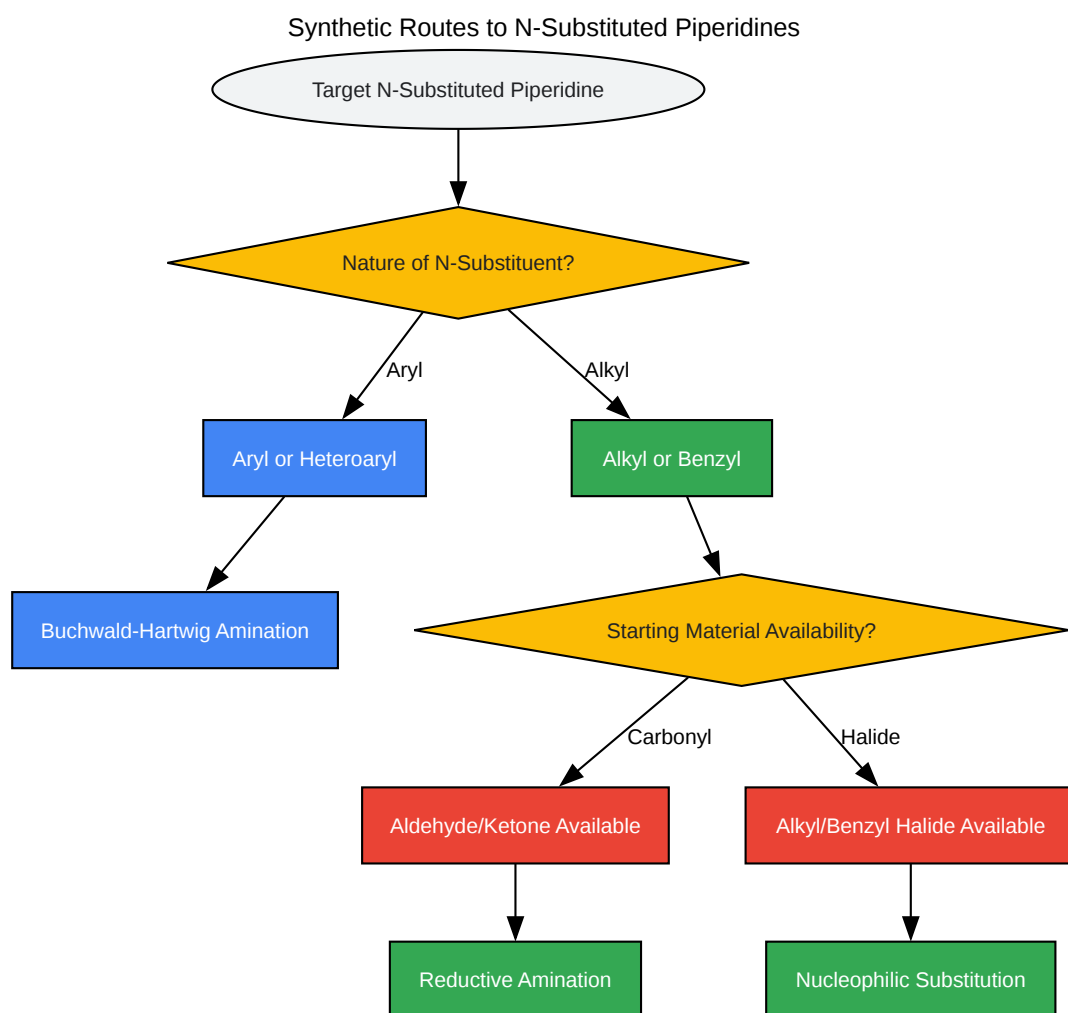 Synthetic Routes to N-Substituted Piperidines
Target N-Substituted Piperidine
Nature of N-Substituent?
Aryl
Alkyl
Aryl or Heteroaryl
Alkyl or Benzyl
Buchwald-Hartwig Amination
Starting Material Availability?
Carbonyl
Halide
Aldehyde/Ketone Available
Alkyl/Benzyl Halide Available
Reductive Amination
Nucleophilic Substitution